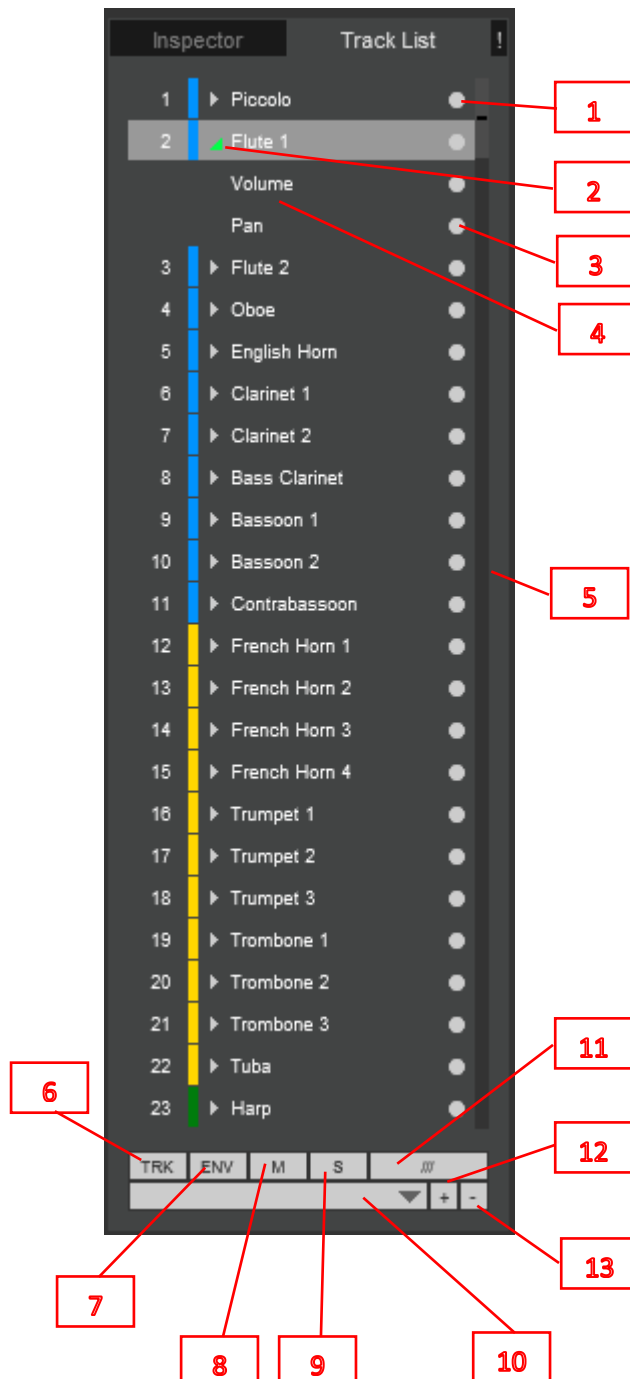 Inspector Track List !
1 Piccolo
1
2 Flute 1
2
Volume
Pan
3
3 Flute 2
4 Oboe
4
5 English Horn
6 Clarinet 1
7 Clarinet 2
8 Bass Clarinet
9 Bassoon 1
10 Bassoon 2
5
11 Contrabassoon
12 French Horn 1
13 French Horn 2
14 French Horn 3
15 French Horn 4
16 Trumpet 1
17 Trumpet 2
18 Trumpet 3
19 Trombone 1
20 Trombone 2
21 Trombone 3
11
22 Tuba
6
23 Harp
12
TRK ENV M S ///
+ -
13
7
8 9 10